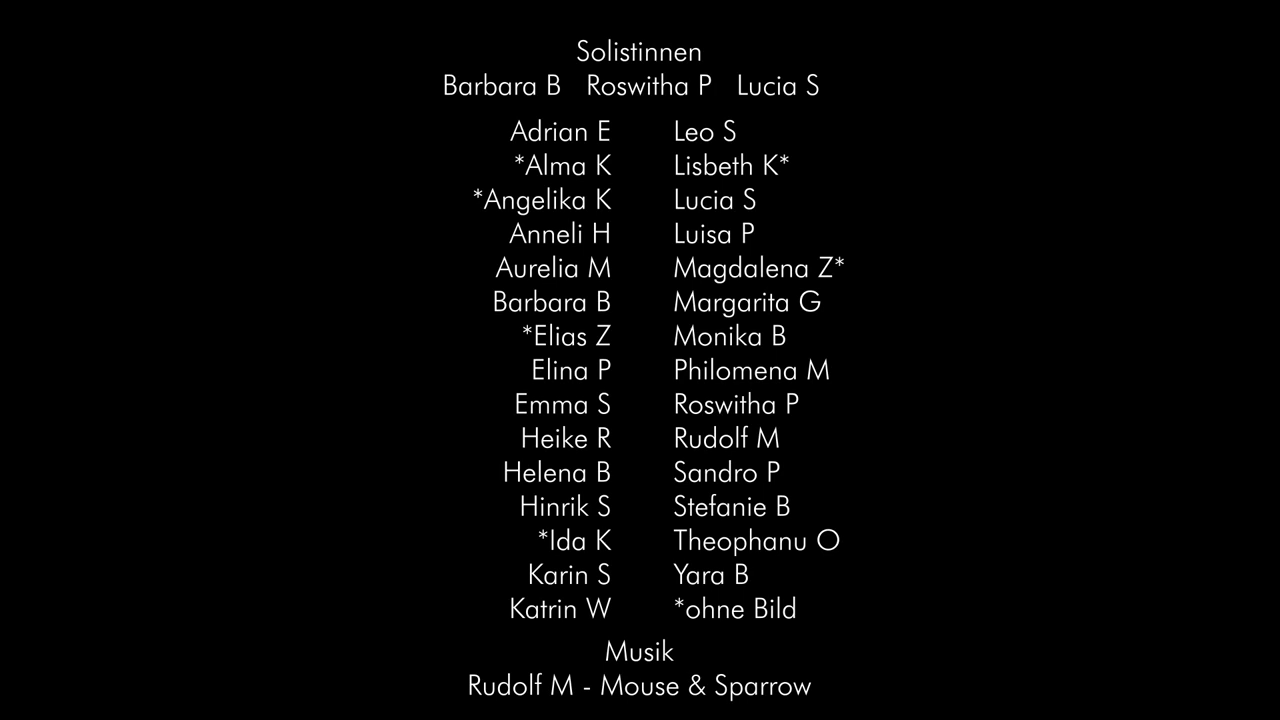 Solistinnen
Barbara B Roswitha P Lucia S
Adrian E Leo S
*Alma K Lisbeth K*
*Angelika K Lucia S
Anneli H Luisa P
Aurelia M Magdalena Z*
Barbara B Margarita G
*Elias Z Monika B
Elina P Philomena M
Emma S Roswitha P
Heike R Rudolf M
Helena B Sandro P
Hinrik S Stefanie B
*Ida K Theophanu O
Karin S Yara B
Katrin W *ohne Bild
Musik
Rudolf M - Mouse & Sparrow